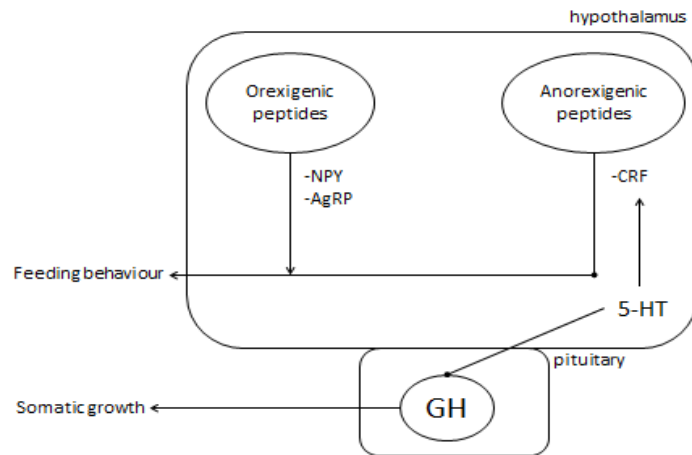 hypothalamus
Orexigenic
peptides
Anorexigenic
peptides
-NPY
-AgRP
-CRF
Feeding behaviour
5-HT
pituitary
GH
Somatic growth